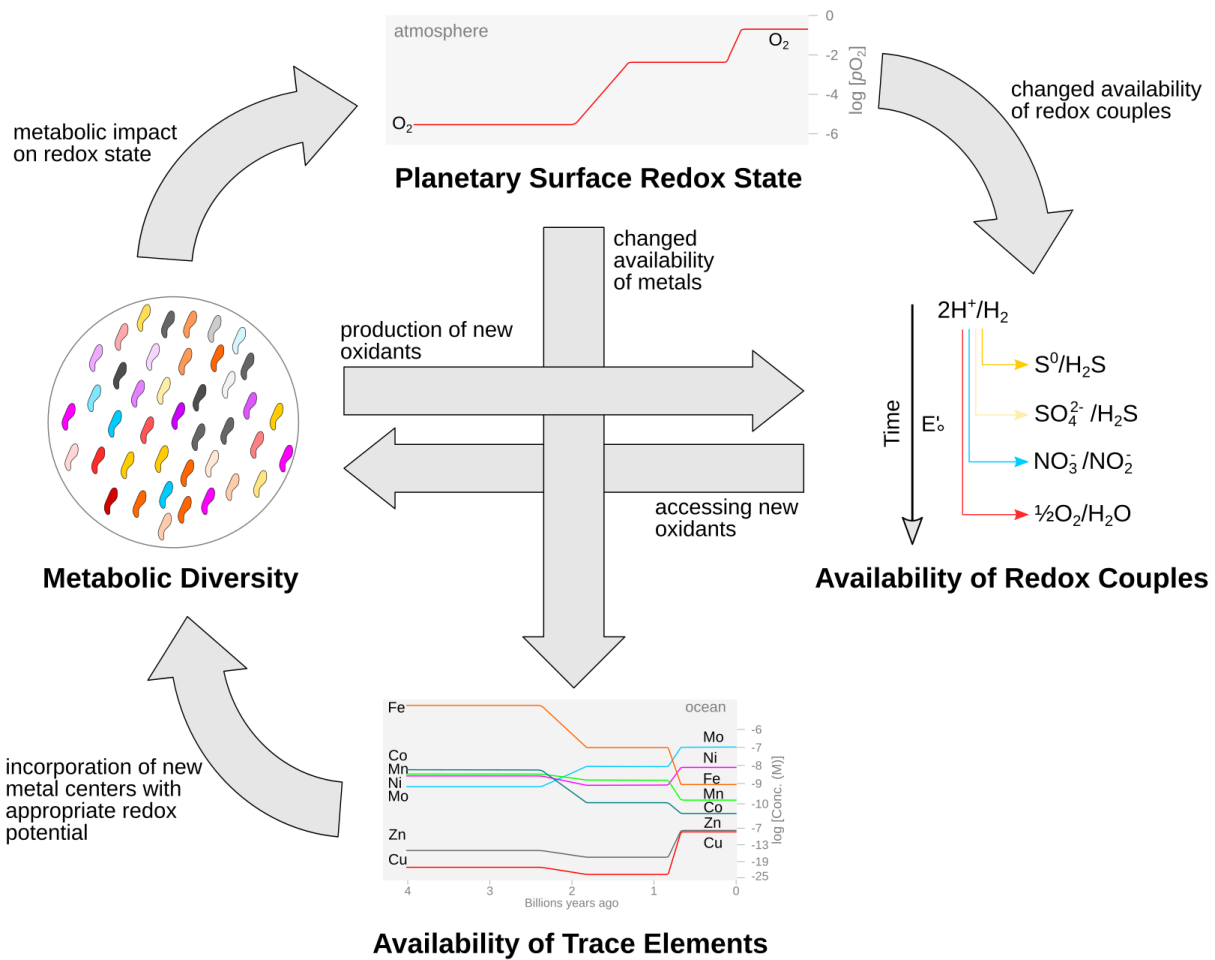 atmosphere
O₂
O₂
0
-2
-4
-6
log [pO₂]
Planetary Surface Redox State
metabolic impact
on redox state
changed availability
of redox couples
changed
availability
of metals
production of new
oxidants
accessing new
oxidants
Metabolic Diversity
Time
E°'
2H⁺/H₂
S⁰/H₂S
SO₄²⁻ /H₂S
NO₃⁻ /NO₂⁻
½O₂/H₂O
Availability of Redox Couples
incorporation of new
metal centers with
appropriate redox
potential
ocean
Fe
Co
Mn
Ni
Mo
Zn
Cu
Mo
Ni
Fe
Mn
Co
Zn
Cu
-6
-7
-8
-9
-10
-7
-13
-19
-25
log [Conc. (M)]
4 3 2 1 0
Billions years ago
Availability of Trace Elements